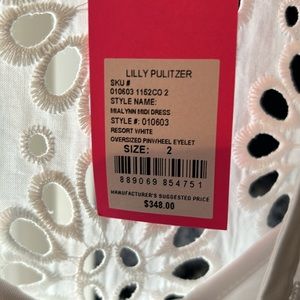 LILLY PULITZER
SKU #
010603 1152CO 2
STYLE NAME:
MIALYNN MIDI DRESS
STYLE #: 010603
RESORT WHITE
OVERSIZED PINWHEEL EYELET
SIZE: 2
889069 854751
MANUFACTURER'S SUGGESTED PRICE
$348.00